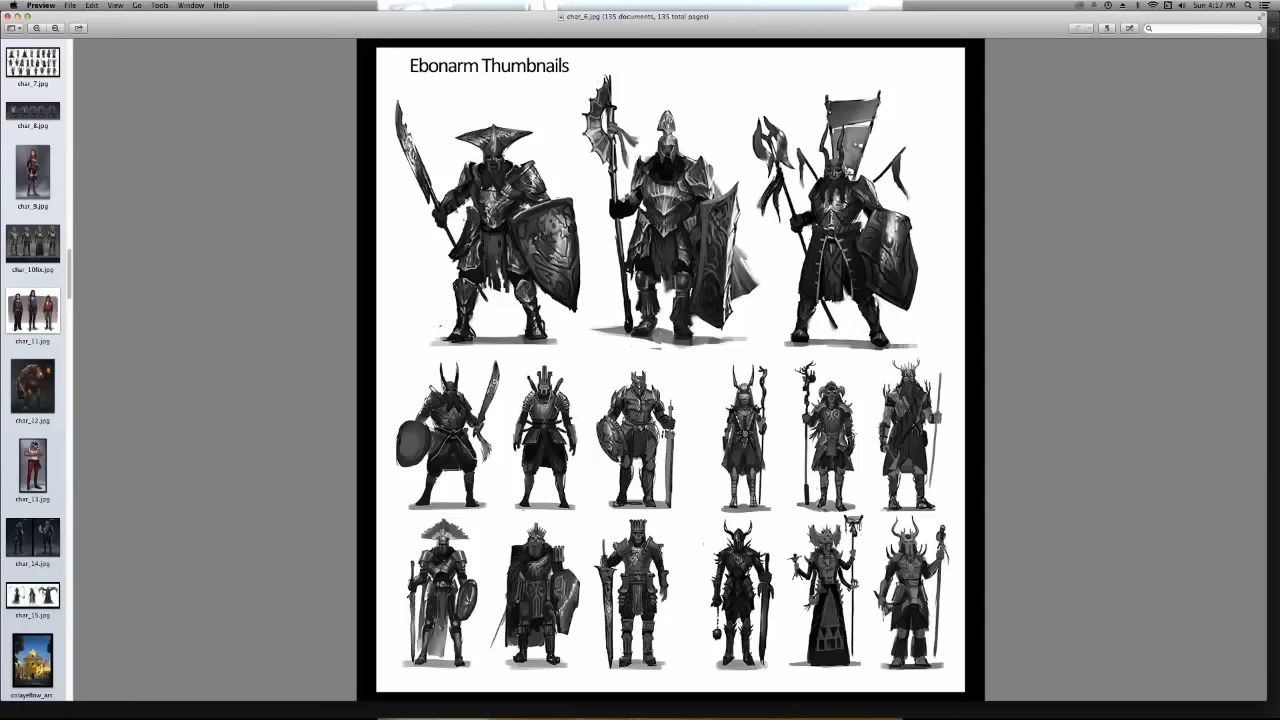 Preview File Edit View Go Tools Window Help
Sun 4:17 PM
char_6.jpg (135 documents, 135 total pages)
Ebonarm Thumbnails
char_7.jpg
char_8.jpg
char_9.jpg
char_10fix.jpg
char_11.jpg
char_12.jpg
char_13.jpg
char_14.jpg
char_15.jpg
colayellow_arc